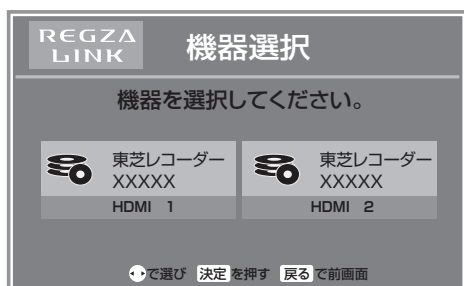 REGZA
LINK
機器選択
機器を選択してください。
東芝レコーダー
XXXXX
HDMI 1
東芝レコーダー
XXXXX
HDMI 2
で選び 決定 を押す 戻る で前画面